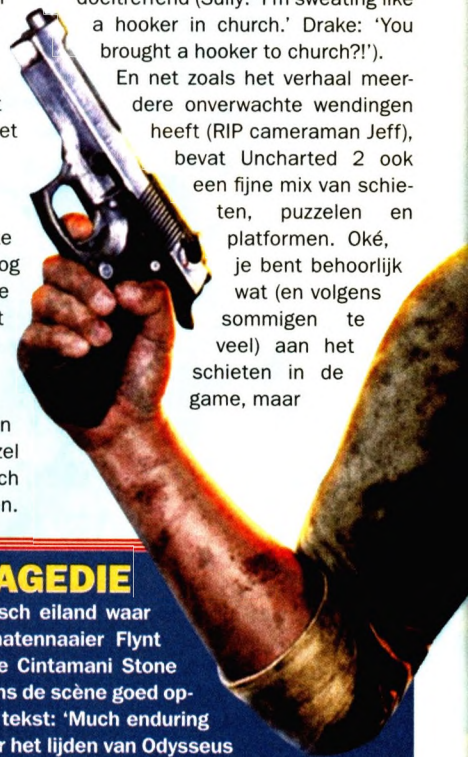 a hooker in church.' Drake: 'You
brought a hooker to church?!').
En net zoals het verhaal meer-
dere onverwachte wendingen
heeft (RIP cameraman Jeff),
bevat Uncharted 2 ook
een fijne mix van schie-
ten, puzzelen en
platformen. Oké,
je bent behoorlijk
wat (en volgens
sommigen te
veel) aan het
schieten in de
game, maar
AGEDIE
sch eiland waar
natennaaier Flynt
e Cintamani Stone
ns de scène goed op-
tekst: 'Much enduring
r het lijden van Odysseus